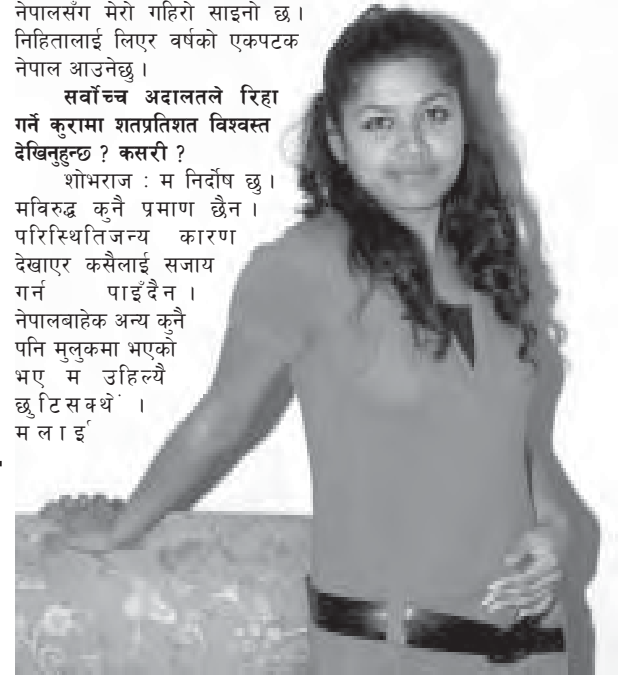 नेपालसँग मेरो गहिरो साइनो छ ।
निहितालाई लिएर वर्षको एकपटक
नेपाल आउनेछु ।
सर्वोच्च अदालतले रिहा
गर्ने कुरामा शतप्रतिशत विश्वस्त
देखिनुहुन्छ ? कसरी ?
शोभराज : म निर्दोष छु ।
मविरुद्ध कुनै प्रमाण छैन ।
परिस्थितिजन्य कारण
देखाएर कसैलाई सजाय
गर्न पाइँदैन ।
नेपालबाहेक अन्य कुनै
पनि मुलुकमा भएको
भए म उहिल्यै
छुटिसक्थेँ ।
मलाई